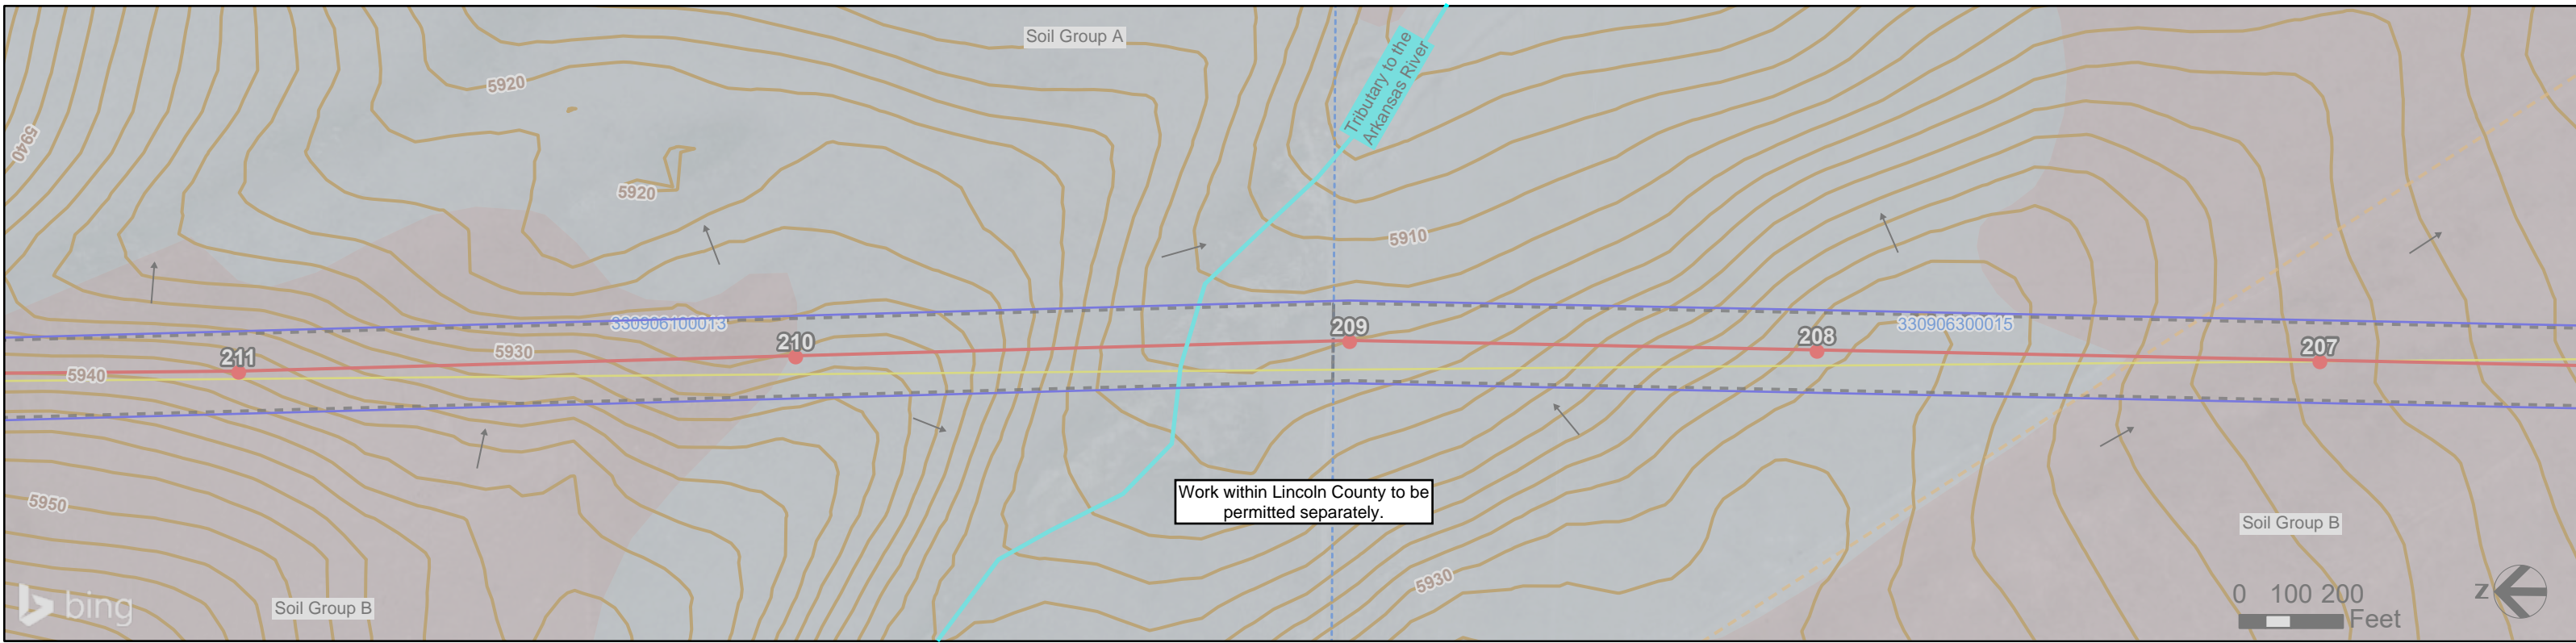 Soil Group A
Tributary to the
Arkansas River
5920
5940
5920
5910
330906100013
330906300015
211
210
209
208
207
5930
5940
5950
Work within Lincoln County to be
permitted separately.
Soil Group B
5930
Soil Group B
bing
0 100 200
Feet
Z